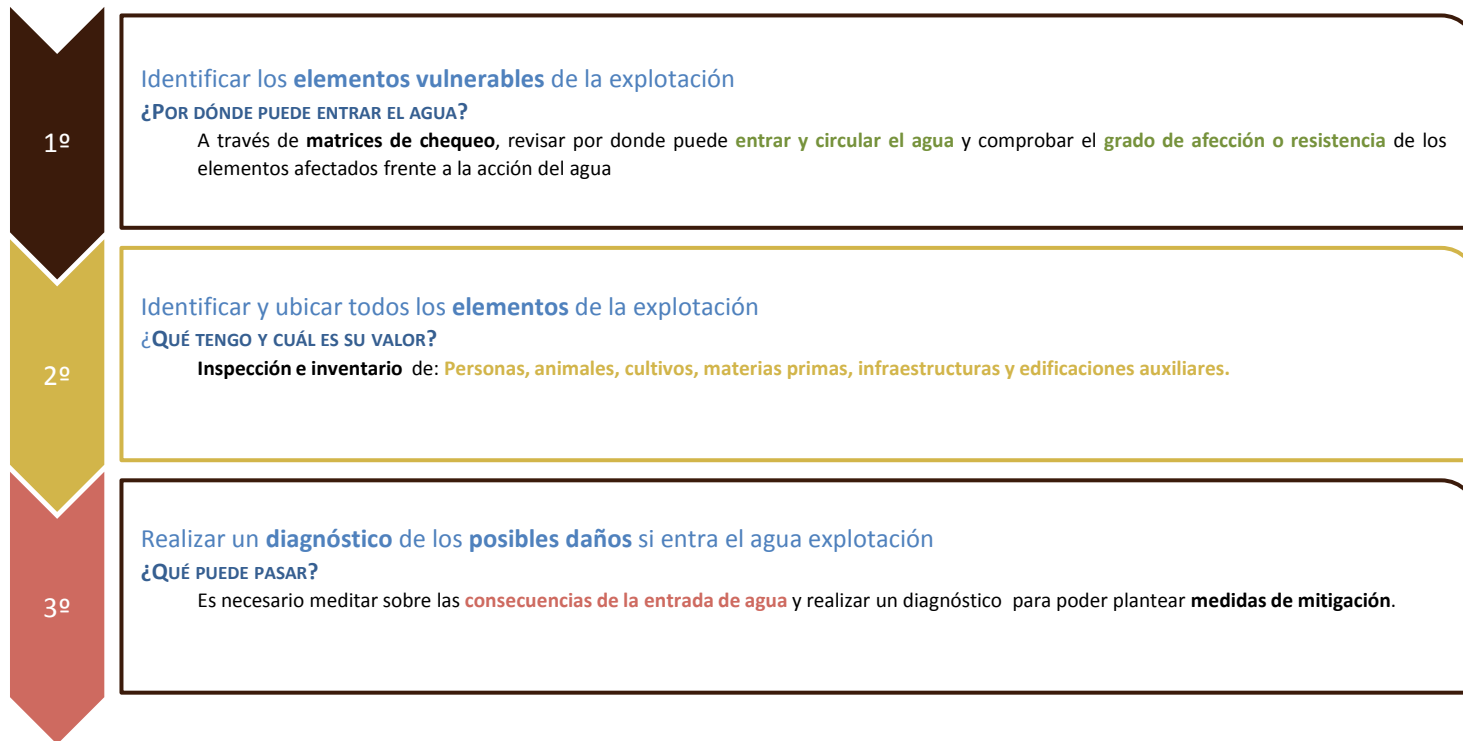 1º
Identificar los elementos vulnerables de la explotación
¿POR DÓNDE PUEDE ENTRAR EL AGUA?
A través de matrices de chequeo, revisar por donde puede entrar y circular el agua y comprobar el grado de afección o resistencia de los
elementos afectados frente a la acción del agua
2º
Identificar y ubicar todos los elementos de la explotación
¿QUÉ TENGO Y CUÁL ES SU VALOR?
Inspección e inventario de: Personas, animales, cultivos, materias primas, infraestructuras y edificaciones auxiliares.
3º
Realizar un diagnóstico de los posibles daños si entra el agua explotación
¿QUÉ PUEDE PASAR?
Es necesario meditar sobre las consecuencias de la entrada de agua y realizar un diagnóstico para poder plantear medidas de mitigación.